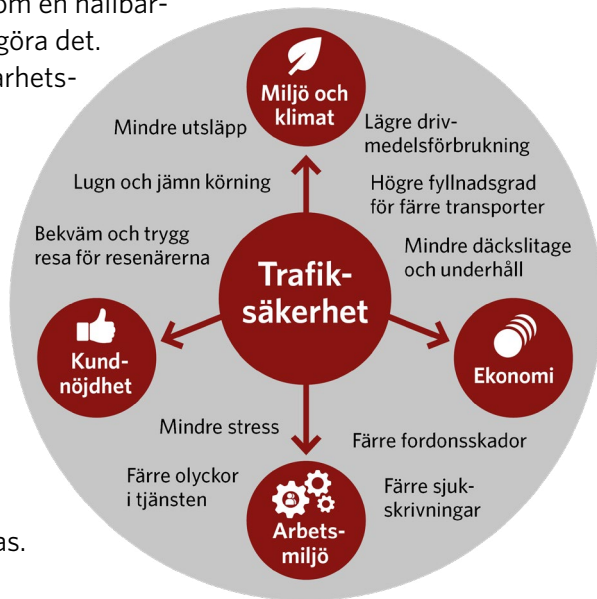 om en hållbar-
göra det.
arhets-
as.
Miljö och
klimat
Mindre utsläpp
Lägre driv-
medelsförbrukning
Lugn och jämn körning
Högre fyllnadsgrad
för färre transporter
Bekväm och trygg
resa för resenärerna
Mindre däckslitage
och underhåll
Trafik-
säkerhet
Kund-
nöjdhet
Ekonomi
Mindre stress
Färre fordonsskador
Färre olyckor
i tjänsten
Färre sjuk-
skrivningar
Arbets-
miljö